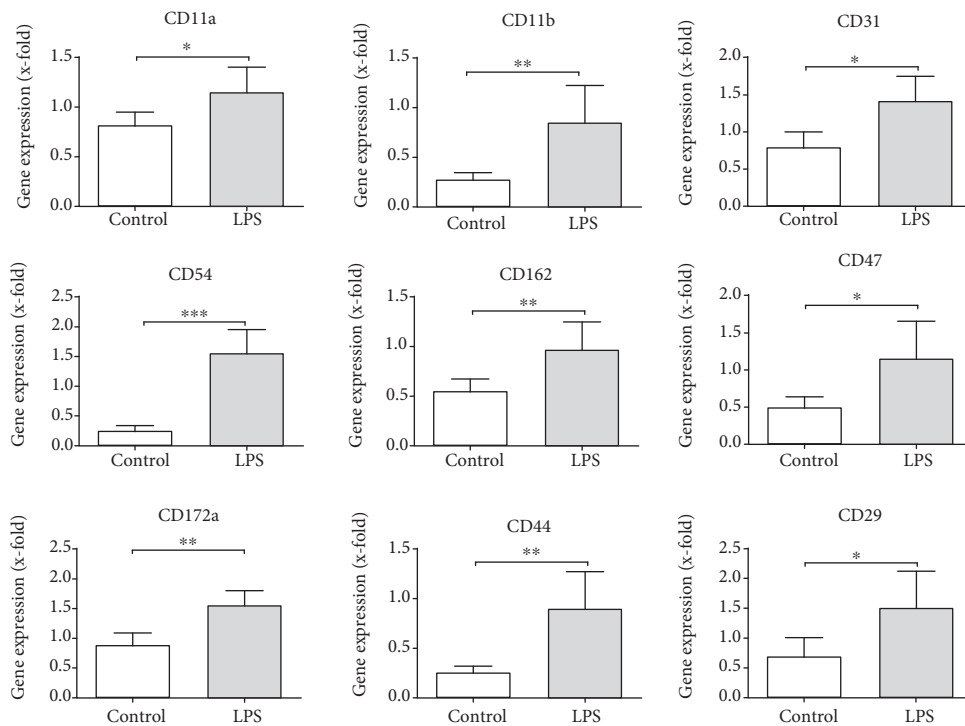 CD11a
Gene expression (x-fold)
1.5
1.0
0.5
0.0
*
Control
LPS
CD11b
Gene expression (x-fold)
1.5
1.0
0.5
0.0
**
Control
LPS
CD31
Gene expression (x-fold)
2.0
1.5
1.0
0.5
0.0
*
Control
LPS
CD54
Gene expression (x-fold)
2.5
2.0
1.5
1.0
0.5
0.0
***
Control
LPS
CD162
Gene expression (x-fold)
1.5
1.0
0.5
0.0
**
Control
LPS
CD47
Gene expression (x-fold)
2.0
1.5
1.0
0.5
0.0
*
Control
LPS
CD172a
Gene expression (x-fold)
2.5
2.0
1.5
1.0
0.5
0.0
**
Control
LPS
CD44
Gene expression (x-fold)
1.5
1.0
0.5
0.0
**
Control
LPS
CD29
Gene expression (x-fold)
2.5
2.0
1.5
1.0
0.5
0.0
*
Control
LPS